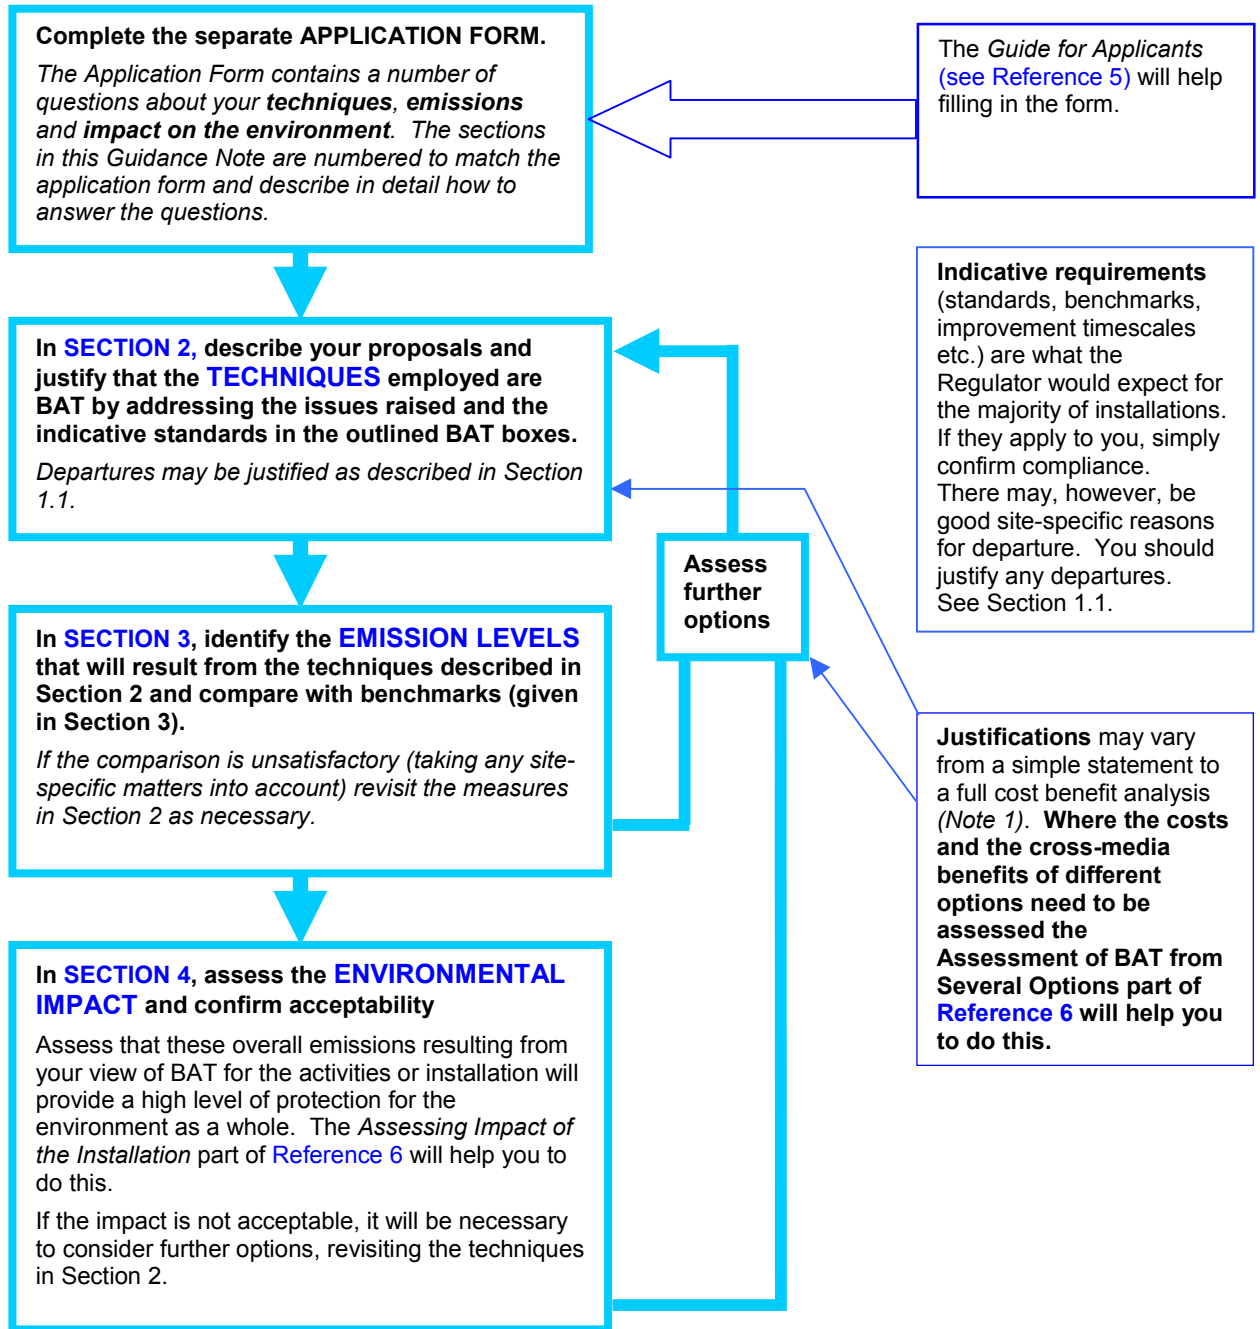 Complete the separate APPLICATION FORM.
The Application Form contains a number of
questions about your techniques, emissions
and impact on the environment. The sections
in this Guidance Note are numbered to match the
application form and describe in detail how to
answer the questions.
The Guide for Applicants
(see Reference 5) will help
filling in the form.
Indicative requirements
(standards, benchmarks,
improvement timescales
etc.) are what the
Regulator would expect for
the majority of installations.
If they apply to you, simply
confirm compliance.
There may, however, be
good site-specific reasons
for departure. You should
justify any departures.
See Section 1.1.
In SECTION 2, describe your proposals and
justify that the TECHNIQUES employed are
BAT by addressing the issues raised and the
indicative standards in the outlined BAT boxes.
Departures may be justified as described in Section
1.1.
Assess
further
options
In SECTION 3, identify the EMISSION LEVELS
that will result from the techniques described in
Section 2 and compare with benchmarks (given
in Section 3).
If the comparison is unsatisfactory (taking any site-
specific matters into account) revisit the measures
in Section 2 as necessary.
Justifications may vary
from a simple statement to
a full cost benefit analysis
(Note 1). Where the costs
and the cross-media
benefits of different
options need to be
assessed the
Assessment of BAT from
Several Options part of
Reference 6 will help you
to do this.
In SECTION 4, assess the ENVIRONMENTAL
IMPACT and confirm acceptability
Assess that these overall emissions resulting from
your view of BAT for the activities or installation will
provide a high level of protection for the
environment as a whole. The Assessing Impact of
the Installation part of Reference 6 will help you to
do this.
If the impact is not acceptable, it will be necessary
to consider further options, revisiting the techniques
in Section 2.